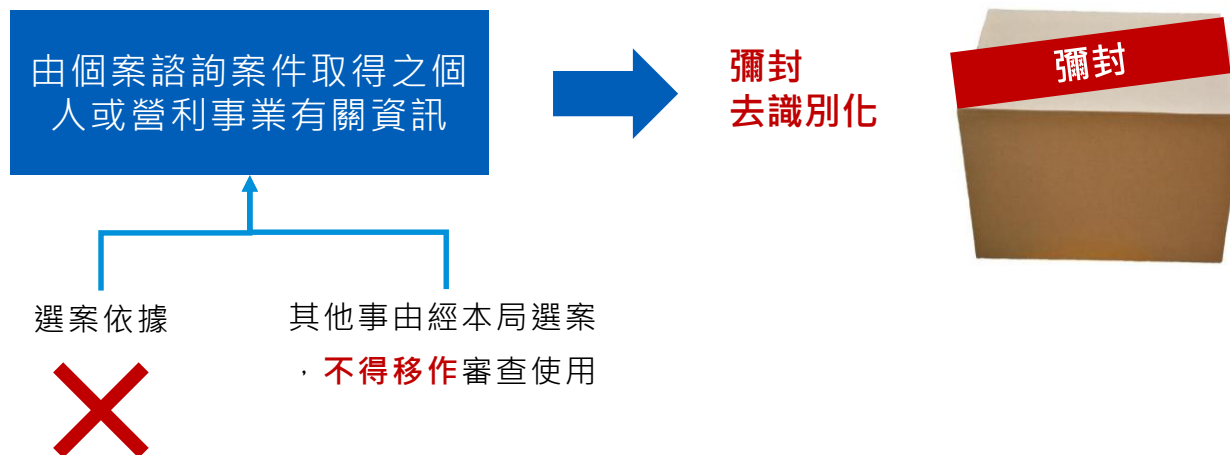 由個案諮詢案件取得之個
人或營利事業有關資訊
彌封
去識別化
彌封
選案依據
其他事由經本局選案
，不得移作審查使用